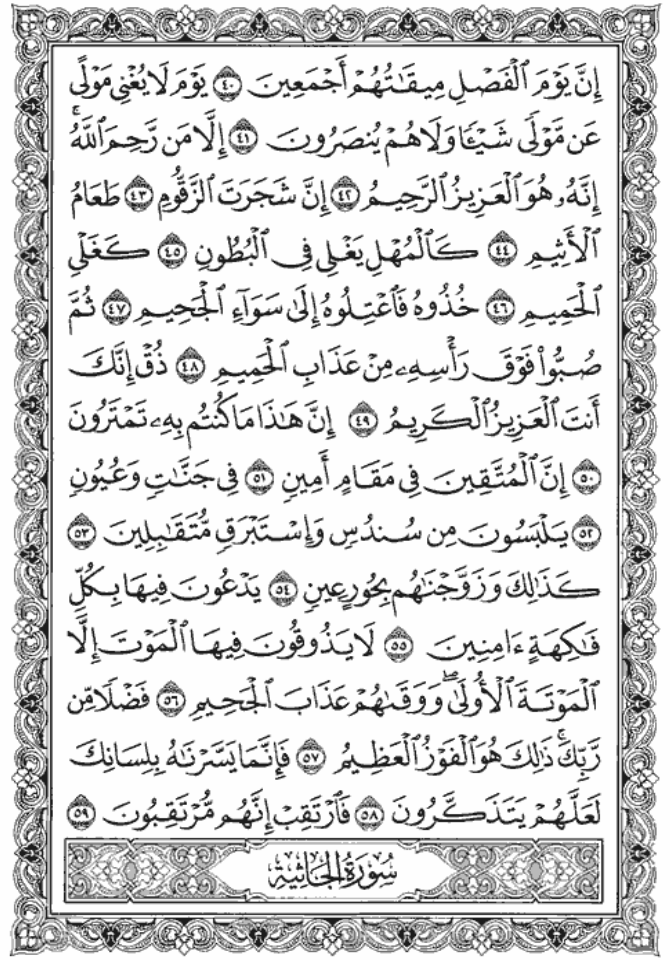 إِنَّ يَوْمَ ٱلْفَصْلِ مِيقَٰتُهُمْ أَجْمَعِينَ ٤٠ يَوْمَ لَا يُغْنِى مَوْلًى
عَن مَّوْلًى شَيْـًٔا وَلَا هُمْ يُنصَرُونَ ٤١ إِلَّا مَن رَّحِمَ ٱللَّهُ ۚ
إِنَّهُۥ هُوَ ٱلْعَزِيزُ ٱلرَّحِيمُ ٤٢ إِنَّ شَجَرَتَ ٱلزَّقُّومِ ٤٣ طَعَامُ
ٱلْأَثِيمِ ٤٤ كَٱلْمُهْلِ يَغْلِى فِى ٱلْبُطُونِ ٤٥ كَغَلْىِ
ٱلْحَمِيمِ ٤٦ خُذُوهُ فَٱعْتِلُوهُ إِلَىٰ سَوَآءِ ٱلْجَحِيمِ ٤٧ ثُمَّ
صُبُّوا۟ فَوْقَ رَأْسِهِۦ مِنْ عَذَابِ ٱلْحَمِيمِ ٤٨ ذُقْ إِنَّكَ
أَنتَ ٱلْعَزِيزُ ٱلْكَرِيمُ ٤٩ إِنَّ هَٰذَا مَا كُنتُم بِهِۦ تَمْتَرُونَ
٥٠ إِنَّ ٱلْمُتَّقِينَ فِى مَقَامٍ أَمِينٍ ٥١ فِى جَنَّٰتٍ وَعُيُونٍ
٥٢ يَلْبَسُونَ مِن سُندُسٍ وَإِسْتَبْرَقٍ مُّتَقَٰبِلِينَ ٥٣
كَذَٰلِكَ وَزَوَّجْنَٰهُم بِحُورٍ عِينٍ ٥٤ يَدْعُونَ فِيهَا بِكُلِّ
فَٰكِهَةٍ ءَامِنِينَ ٥٥ لَا يَذُوقُونَ فِيهَا ٱلْمَوْتَ إِلَّا
ٱلْمَوْتَةَ ٱلْأُولَىٰ ۖ وَوَقَىٰهُمْ عَذَابَ ٱلْجَحِيمِ ٥٦ فَضْلًا مِّن
رَّبِّكَ ۚ ذَٰلِكَ هُوَ ٱلْفَوْزُ ٱلْعَظِيمُ ٥٧ فَإِنَّمَا يَسَّرْنَٰهُ بِلِسَانِكَ
لَعَلَّهُمْ يَتَذَكَّرُونَ ٥٨ فَٱرْتَقِبْ إِنَّهُم مُّرْتَقِبُونَ ٥٩
سُورَةُ الجَاثِيَةِ